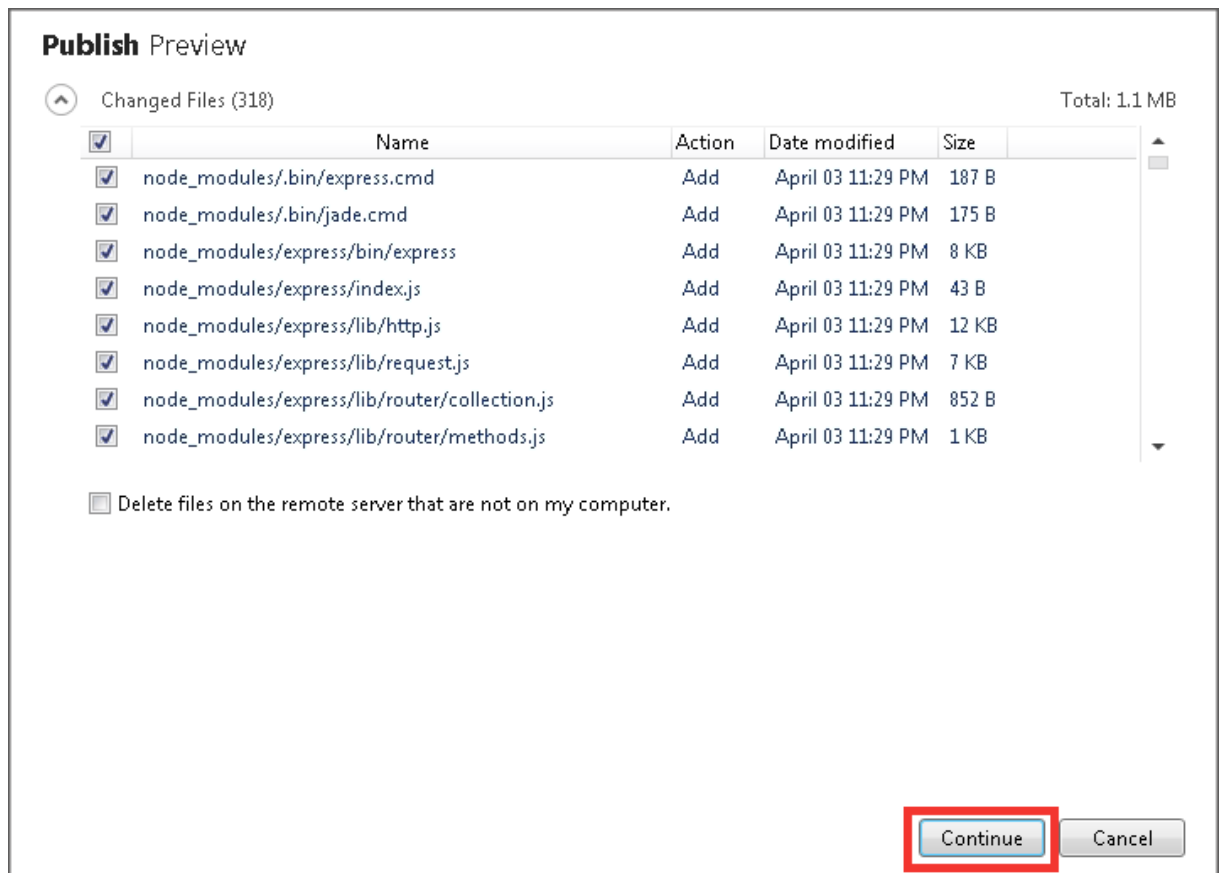 Publish Preview
Changed Files (318) Total: 1.1 MB
Name Action Date modified Size
node_modules/.bin/express.cmd Add April 03 11:29 PM 187 B
node_modules/.bin/jade.cmd Add April 03 11:29 PM 175 B
node_modules/express/bin/express Add April 03 11:29 PM 8 KB
node_modules/express/index.js Add April 03 11:29 PM 43 B
node_modules/express/lib/http.js Add April 03 11:29 PM 12 KB
node_modules/express/lib/request.js Add April 03 11:29 PM 7 KB
node_modules/express/lib/router/collection.js Add April 03 11:29 PM 852 B
node_modules/express/lib/router/methods.js Add April 03 11:29 PM 1 KB
Delete files on the remote server that are not on my computer.
Continue Cancel